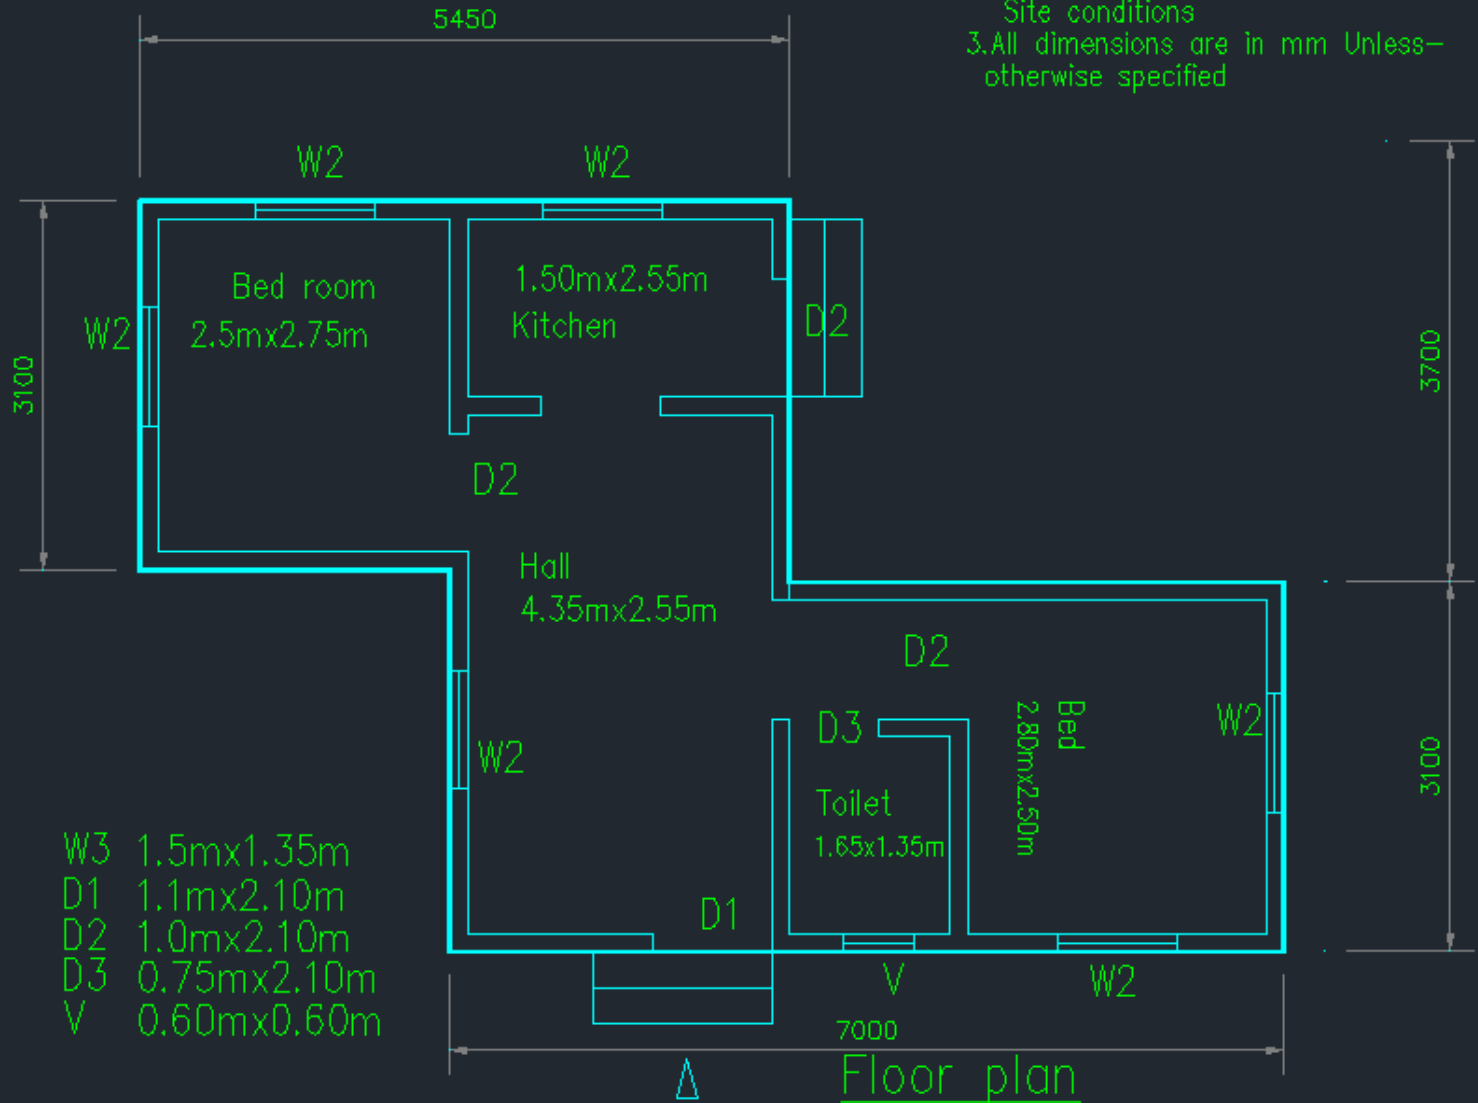 5450
Site conditions
3.All dimensions are in mm Unless-
otherwise specified
W2
W2
Bed room
2.5mx2.75m
1.50mx2.55m
Kitchen
D2
W2
3100
3700
D2
Hall
4.35mx2.55m
D2
W2
D3
Bed
2.80mx2.50m
W2
Toilet
1.65x1.35m
3100
D1
W3 1.5mx1.35m
D1 1.1mx2.10m
D2 1.0mx2.10m
D3 0.75mx2.10m
V 0.60mx0.60m
V
W2
7000
Floor plan